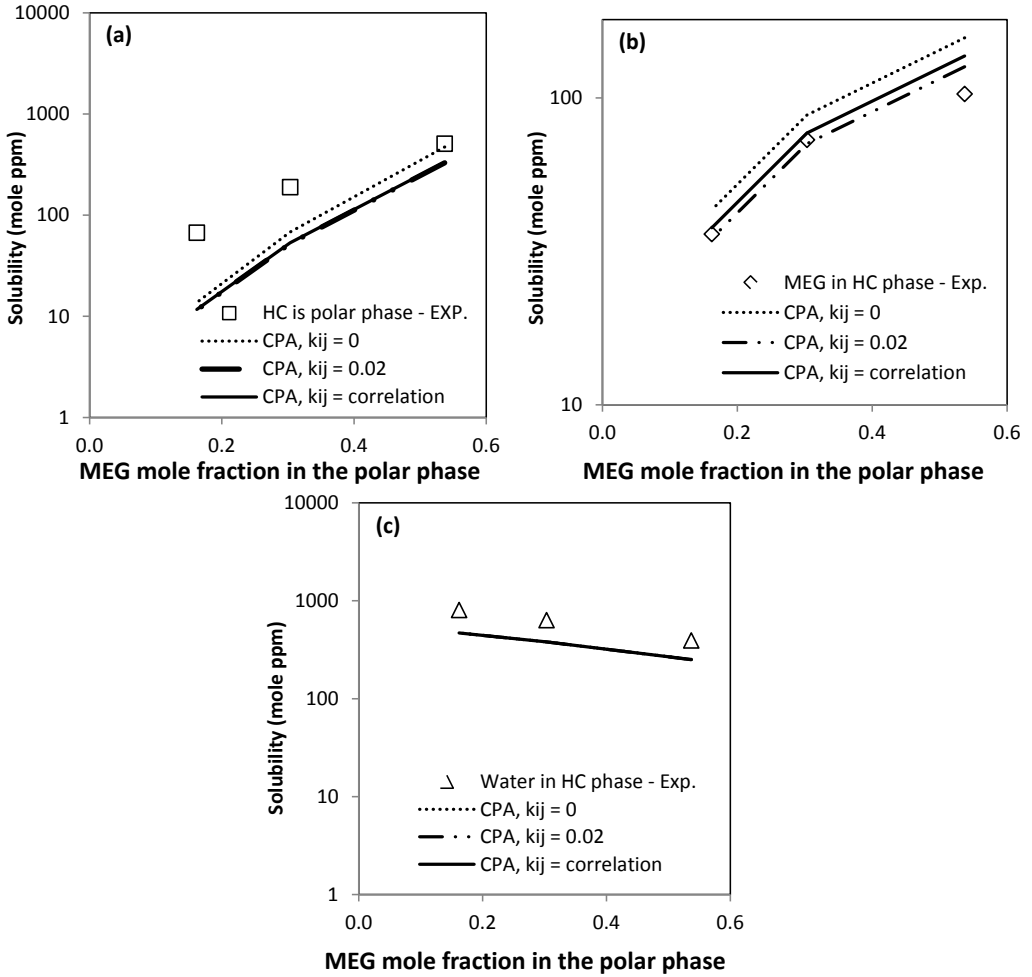 (a)
10000
1000
100
10
1
Solubility (mole ppm)
HC is polar phase - EXP.
CPA, kij = 0
CPA, kij = 0.02
CPA, kij = correlation
0.0 0.2 0.4 0.6
MEG mole fraction in the polar phase
(b)
100
10
Solubility (mole ppm)
MEG in HC phase - Exp.
CPA, kij = 0
CPA, kij = 0.02
CPA, kij = correlation
0.0 0.2 0.4 0.6
MEG mole fraction in the polar phase
(c)
10000
1000
100
10
1
Solubility (mole ppm)
Water in HC phase - Exp.
CPA, kij = 0
CPA, kij = 0.02
CPA, kij = correlation
0.0 0.2 0.4 0.6
MEG mole fraction in the polar phase